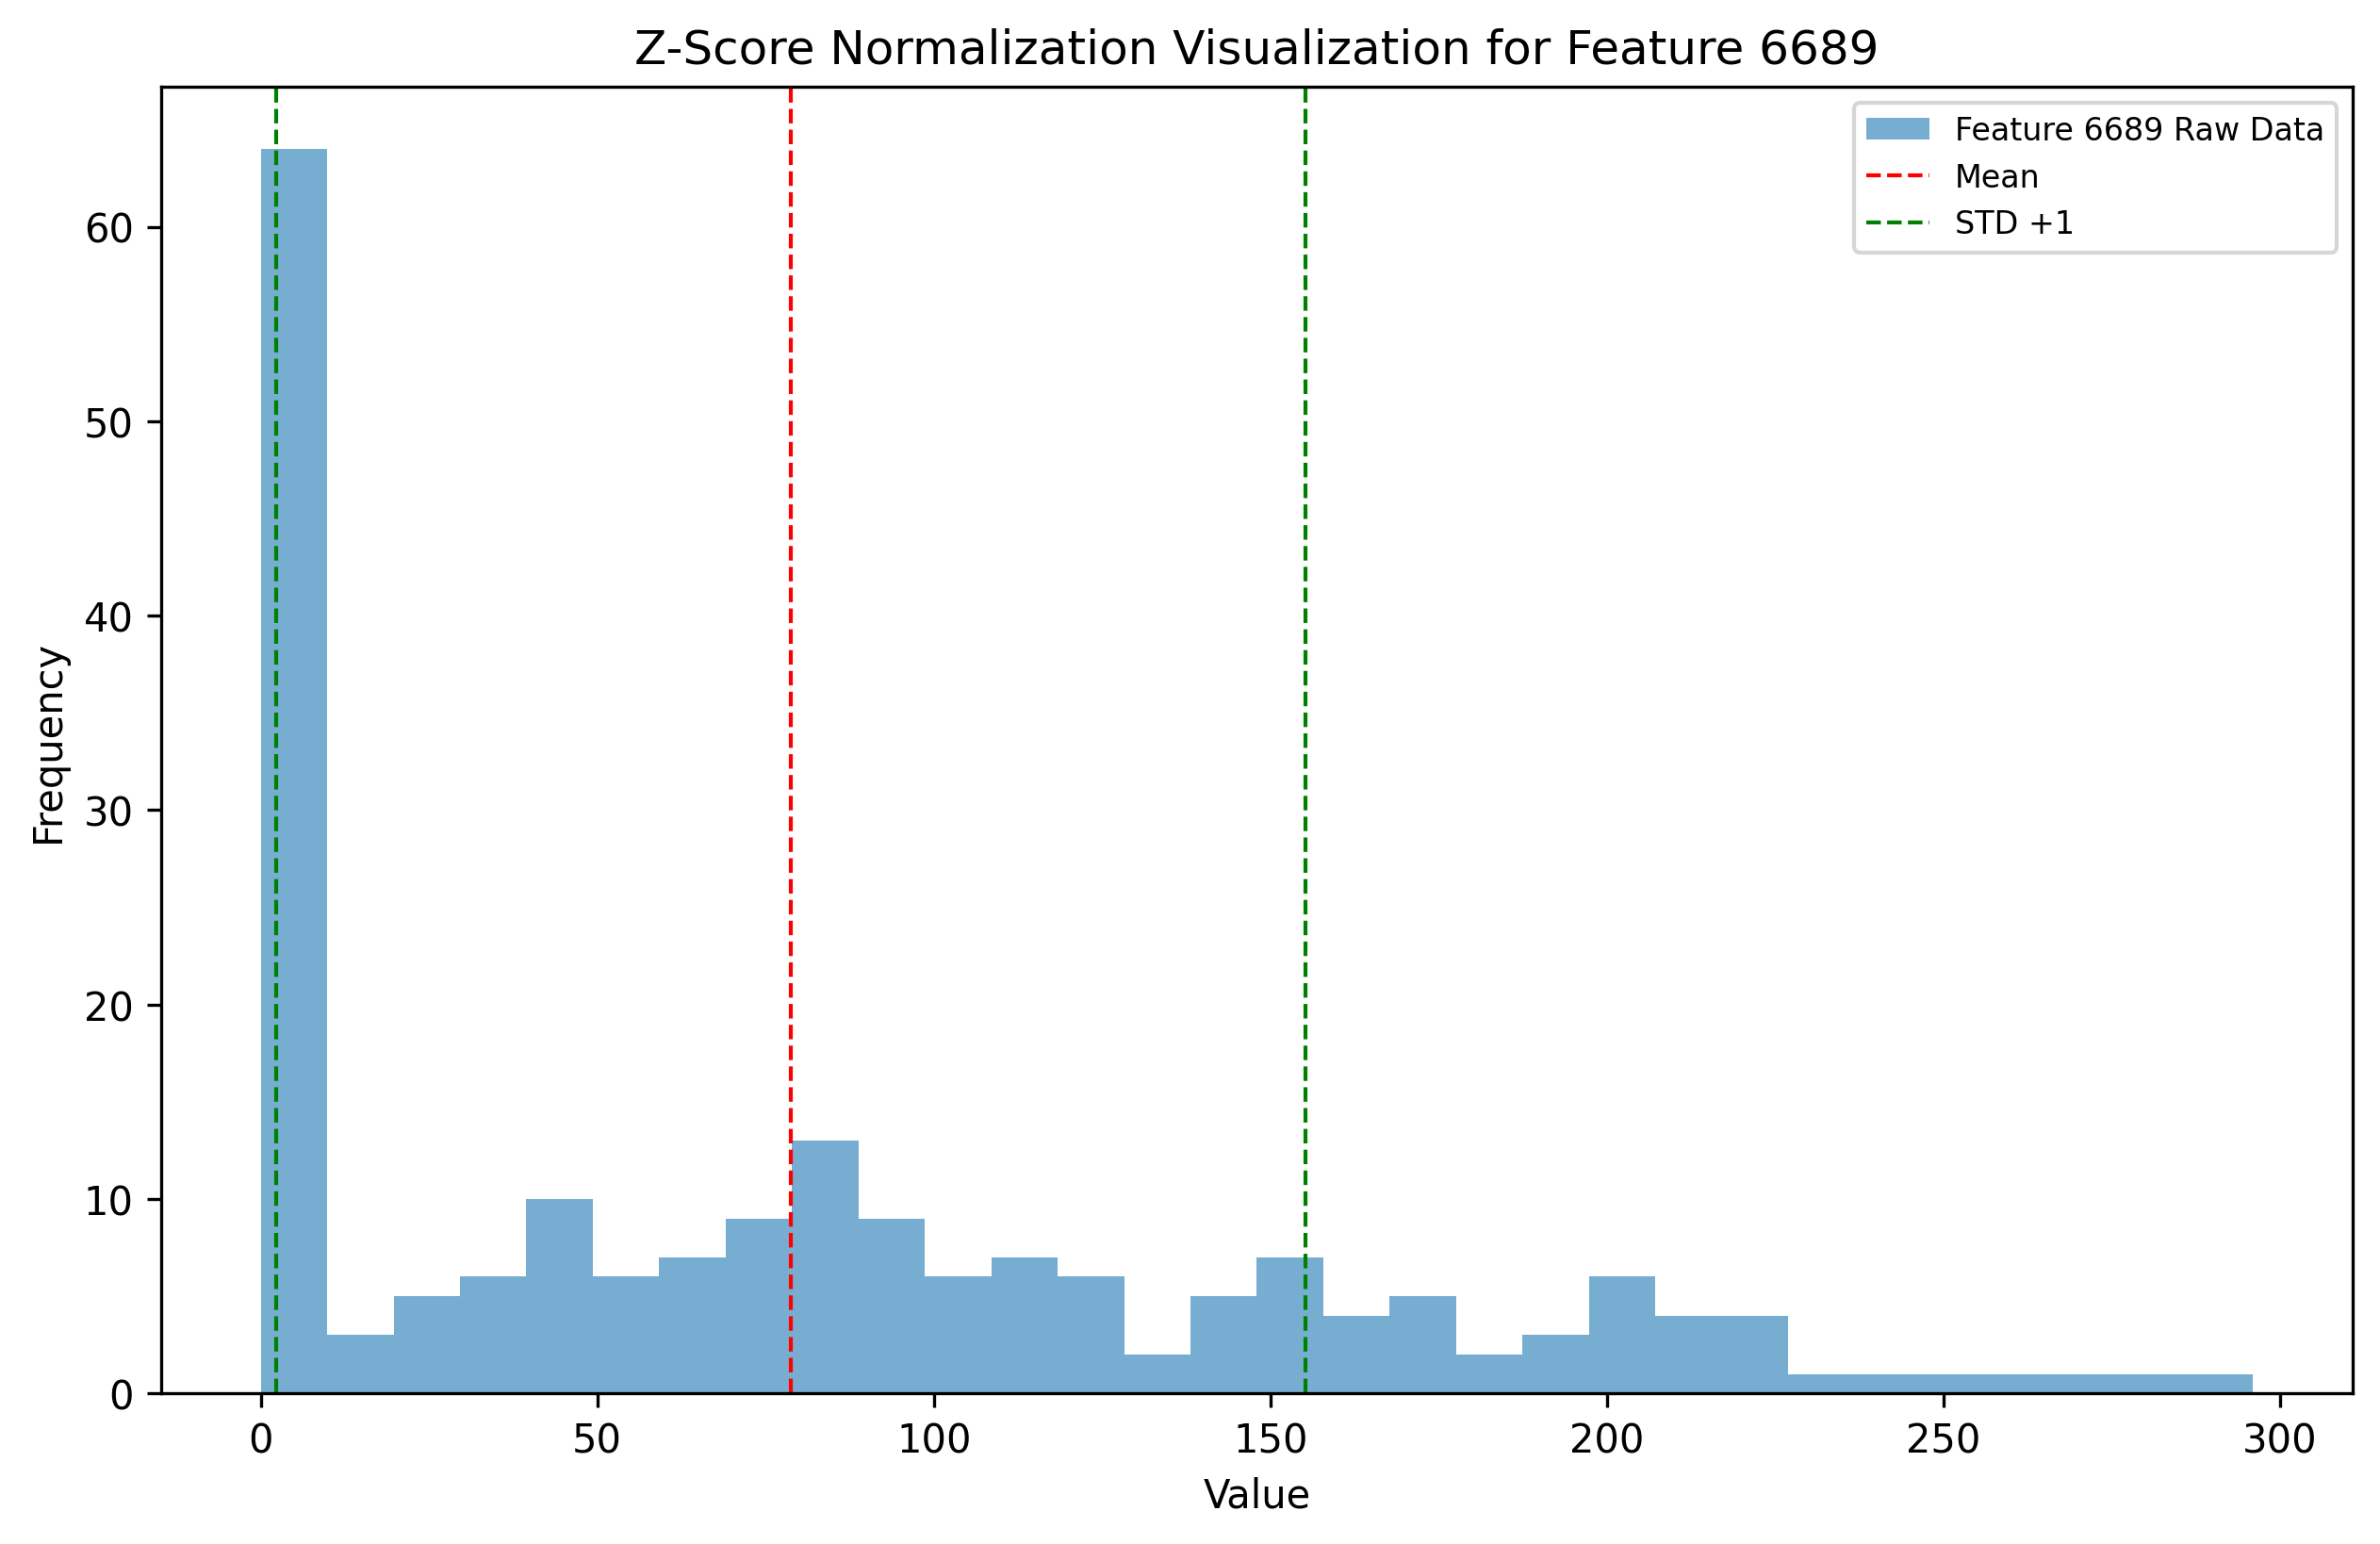 Z-Score Normalization Visualization for Feature 6689
Feature 6689 Raw Data
Mean
STD +1
60
50
40
30
20
10
0
Frequency
0 50 100 150 200 250 300
Value